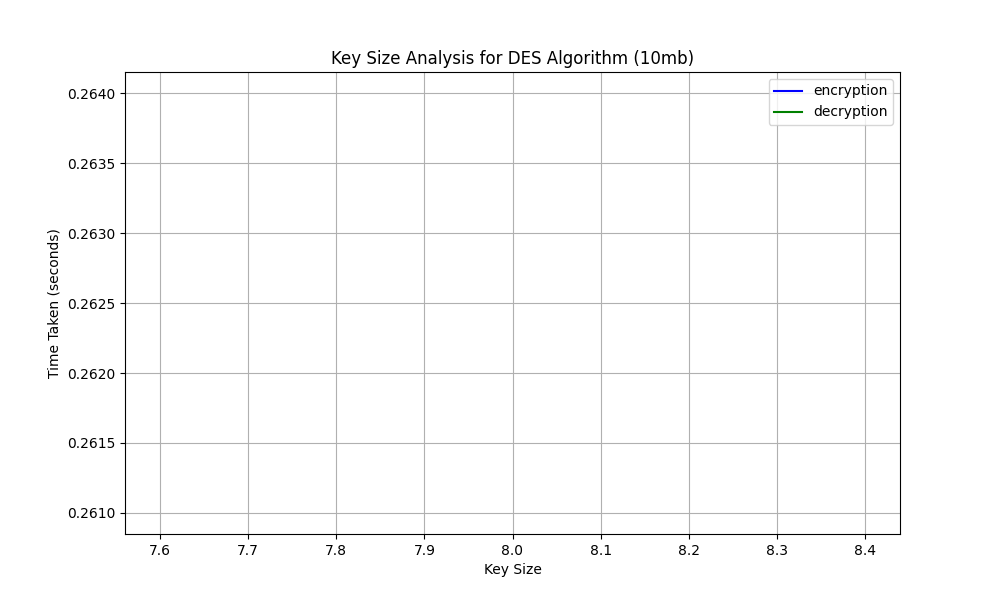 Key Size Analysis for DES Algorithm (10mb)
encryption
decryption
0.2640
0.2635
0.2630
0.2625
0.2620
0.2615
0.2610
Time Taken (seconds)
7.6 7.7 7.8 7.9 8.0 8.1 8.2 8.3 8.4
Key Size